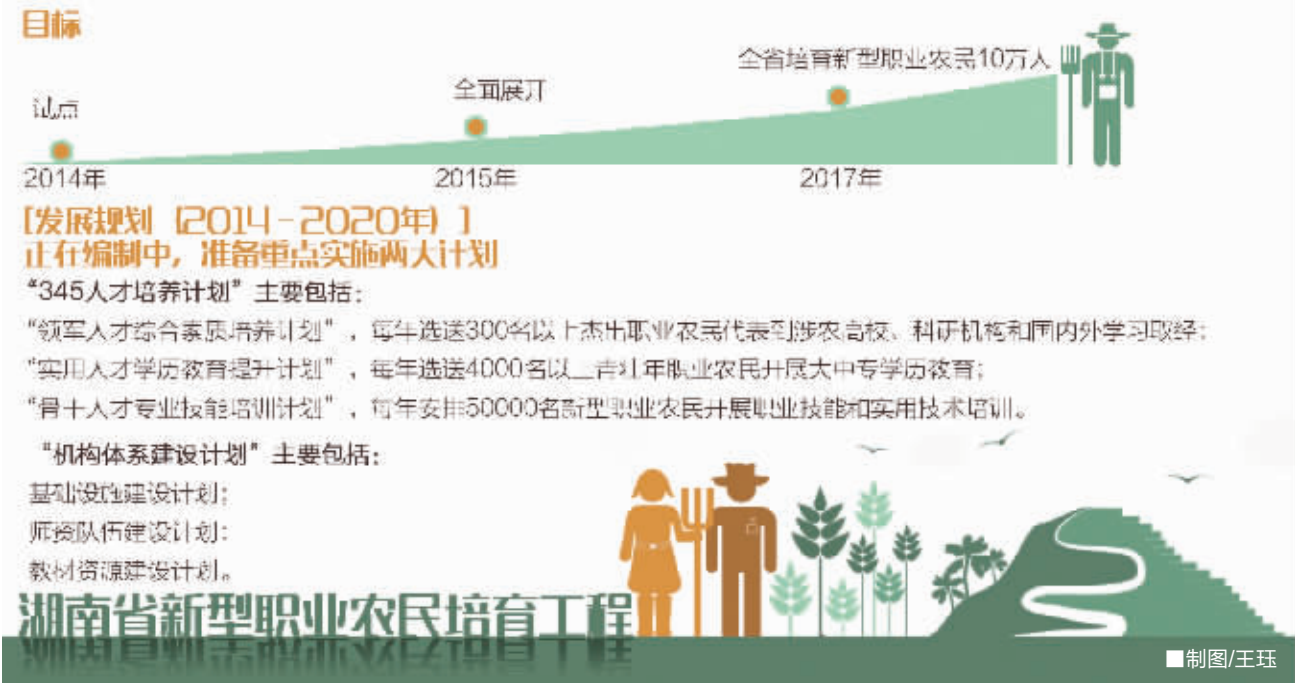 目标
试点
全面展开
全省培育新型职业农民10万人
2014年
2015年
2017年
[发展规划（2014-2020年）]
正在编制中，准备重点实施两大计划
“345人才培养计划”主要包括：
“领军人才综合素质培养计划”，每年选送300名以上杰出职业农民代表到涉农高校、科研机构和国内外学习取经；
“实用人才学历教育提升计划”，每年选送4000名以上青壮年职业农民开展大中专学历教育；
“骨干人才专业技能培训计划”，每年安排50000名新型职业农民开展职业技能和实用技术培训。
“机构体系建设计划”主要包括：
基础设施建设计划；
师资队伍建设计划；
教材资源建设计划。
湖南省新型职业农民培育工程
■制图/王珏